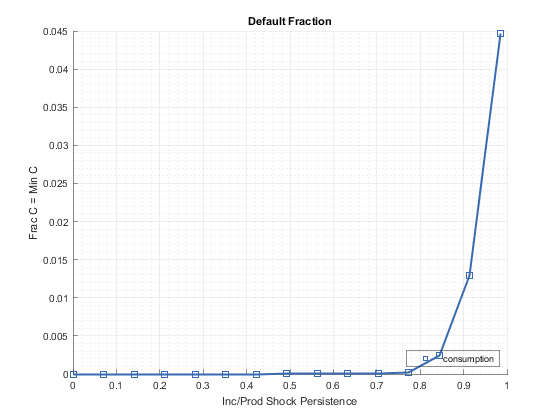 Default Fraction
0.045
0.04
0.035
0.03
0.025
0.02
0.015
0.01
0.005
0
Frac C = Min C
consumption
0 0.1 0.2 0.3 0.4 0.5 0.6 0.7 0.8 0.9 1
Inc/Prod Shock Persistence